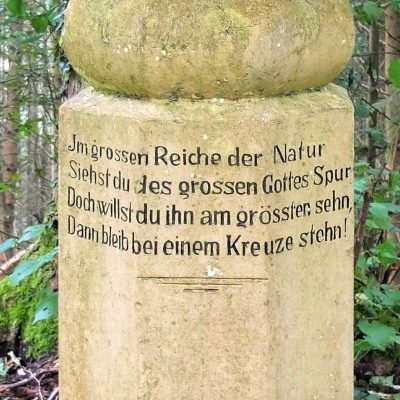 Jm grossen Reiche der Natur
Siehst du des grossen Gottes Spur
Doch willst du ihn am grössten sehn,
Dann bleib bei einem Kreuze stehn!